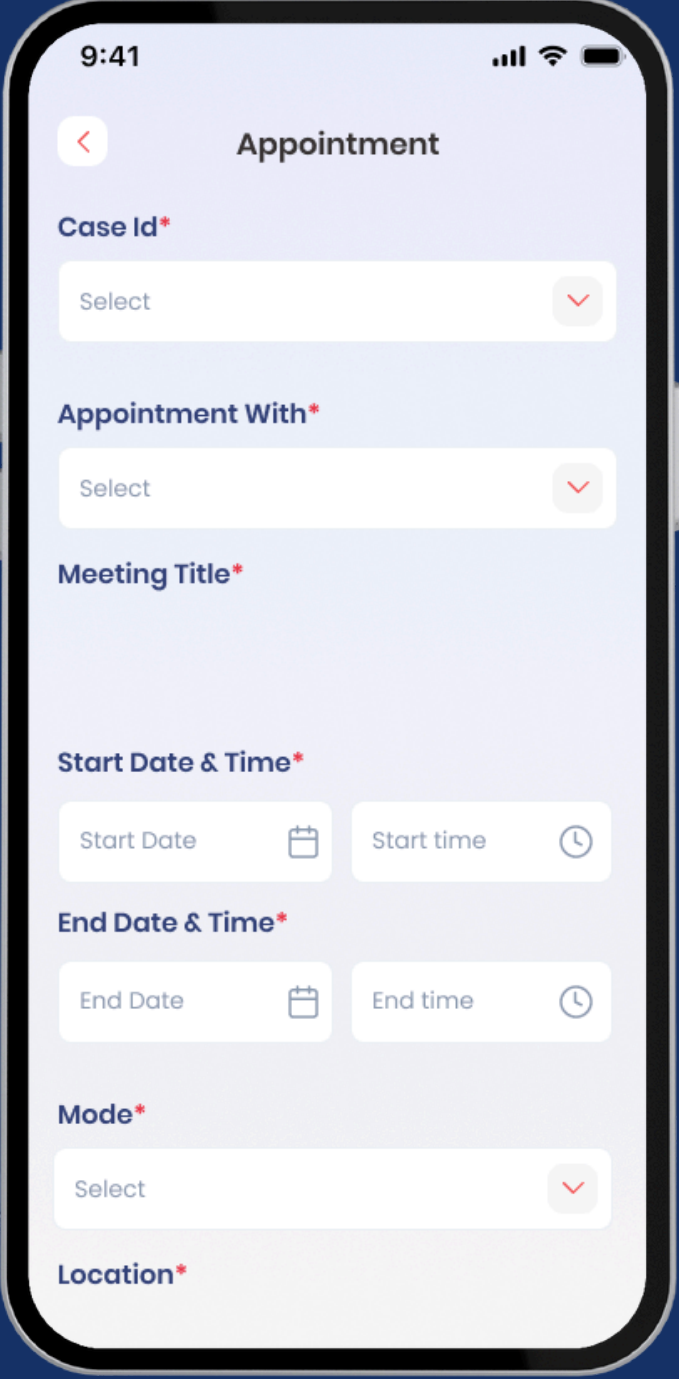 9:41
Appointment
Case Id*
Select
Appointment With*
Select
Meeting Title*
Start Date & Time*
Start Date Start time
End Date & Time*
End Date End time
Mode*
Select
Location*